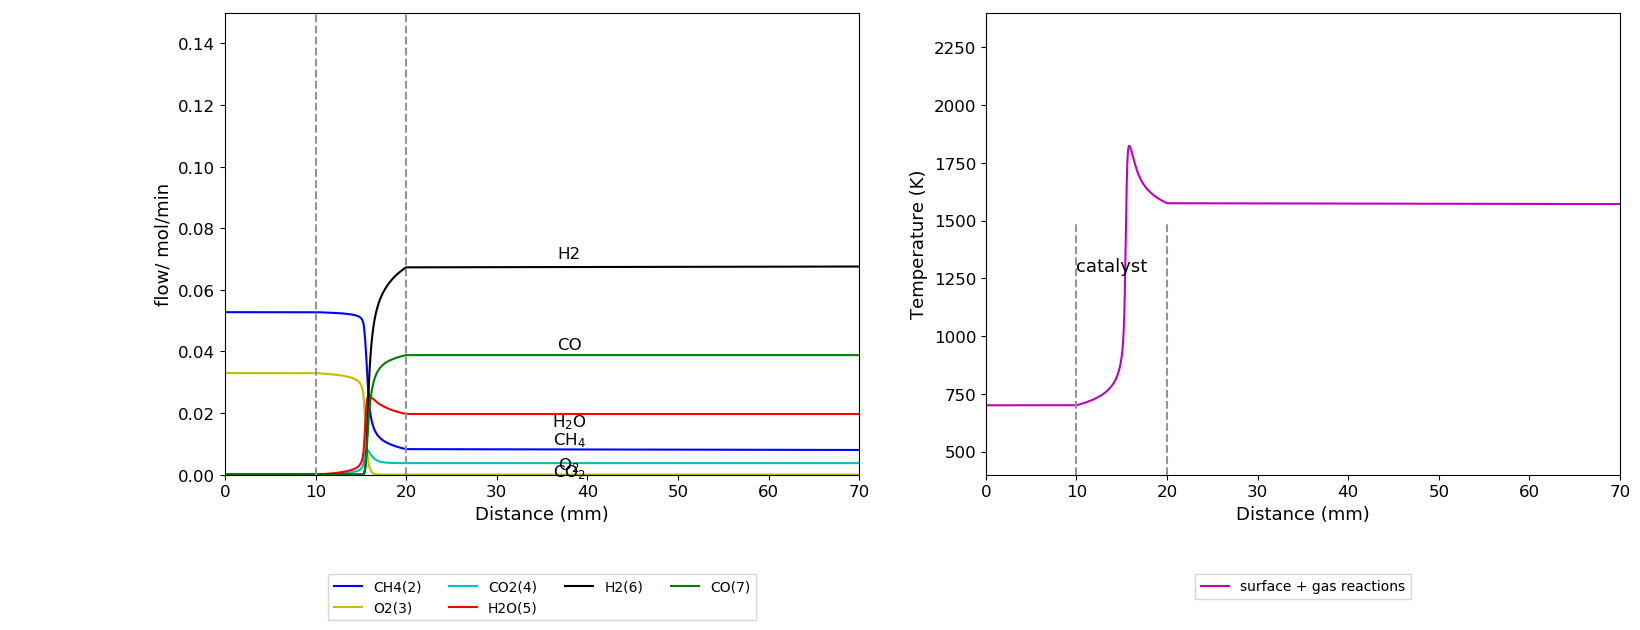 0.14
0.12
0.10
0.08
0.06
0.04
0.02
0.00
flow/ mol/min
H2
CO
H₂O
CH₄
O₂
CO₂
0 10 20 30 40 50 60 70
Distance (mm)
CH4(2) CO2(4) H2(6) CO(7)
O2(3) H2O(5)
2250
2000
1750
1500
1250
1000
750
500
Temperature (K)
catalyst
0 10 20 30 40 50 60 70
Distance (mm)
surface + gas reactions